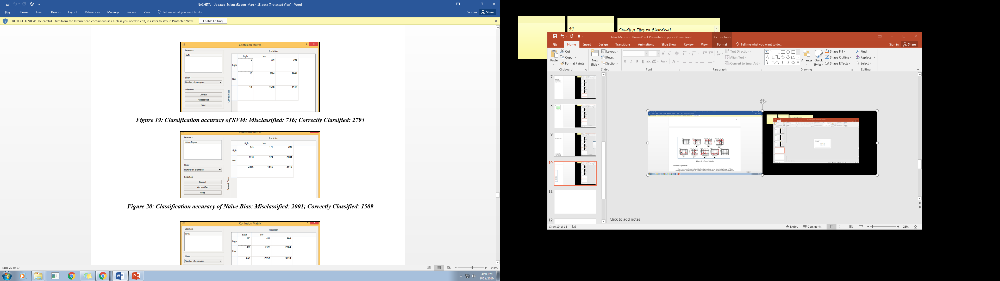 NASHITA - Updated_ScienceReport_March_18.docx (Protected View) - Word
File Home Insert Design Layout References Mailings Review View Tell me what you want to do... Sign in Share
PROTECTED VIEW Be careful—files from the Internet can contain viruses. Unless you need to edit, it's safer to stay in Protected View. Enable Editing
Confusion Matrix
Learners
SVM
Show
Number of examples
Selection
Correct
Misclassified
None
Prediction
high low
high 0 706 706
low 10 2794 2804
10 3500 3510
Correct Class
Figure 19: Classification accuracy of SVM: Misclassified: 716; Correctly Classified: 2794
Confusion Matrix
Learners
Naive Bayes
Show
Number of examples
Selection
Correct
Misclassified
None
Prediction
high low
high 535 171 706
low 1830 974 2804
2365 1145 3510
Correct Class
Figure 20: Classification accuracy of Naïve Bias: Misclassified: 2001; Correctly Classified: 1509
Confusion Matrix
Learners
kNN
Show
Number of examples
Prediction
high low
high 225 481 706
low 428 2376 2804
653 2857 3510
Page 20 of 27
148%
4:50 PM
9/12/2016
gg
Sending Files to Bhardwaj
New Microsoft PowerPoint Presentation.pptx - PowerPoint
Picture Tools
File Home Insert Design Transitions Animations Slide Show Review View Format Tell me what you want to do... Sign in Share
Paste
Cut
Copy
Format Painter
Clipboard
New Slide
Layout
Reset
Section
Slides
Font
Text Direction
Align Text
Convert to SmartArt
Paragraph
Arrange
Quick Styles
Shape Fill
Shape Outline
Shape Effects
Drawing
Find
Replace
Select
Editing
7
8
9
10
11
12
Results of Experiments
Click to add notes
Slide 10 of 13
Notes Comments
23%